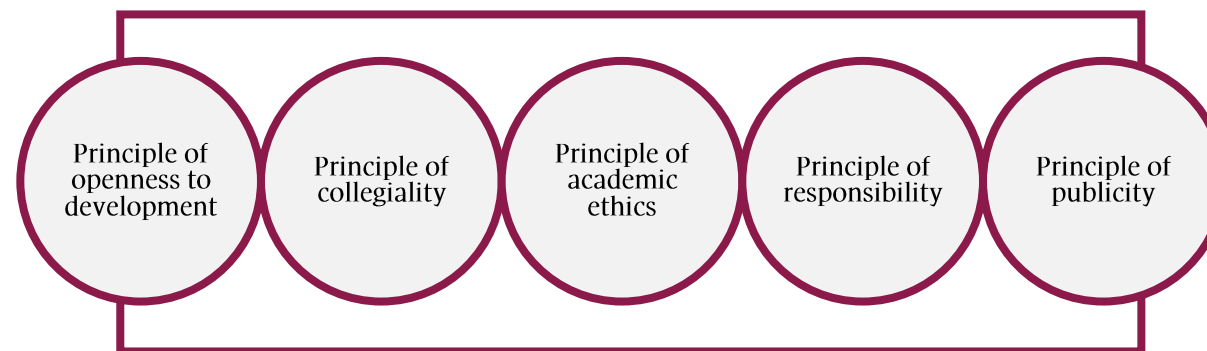 Principle of
openness to
development
Principle of
collegiality
Principle of
academic
ethics
Principle of
responsibility
Principle of
publicity